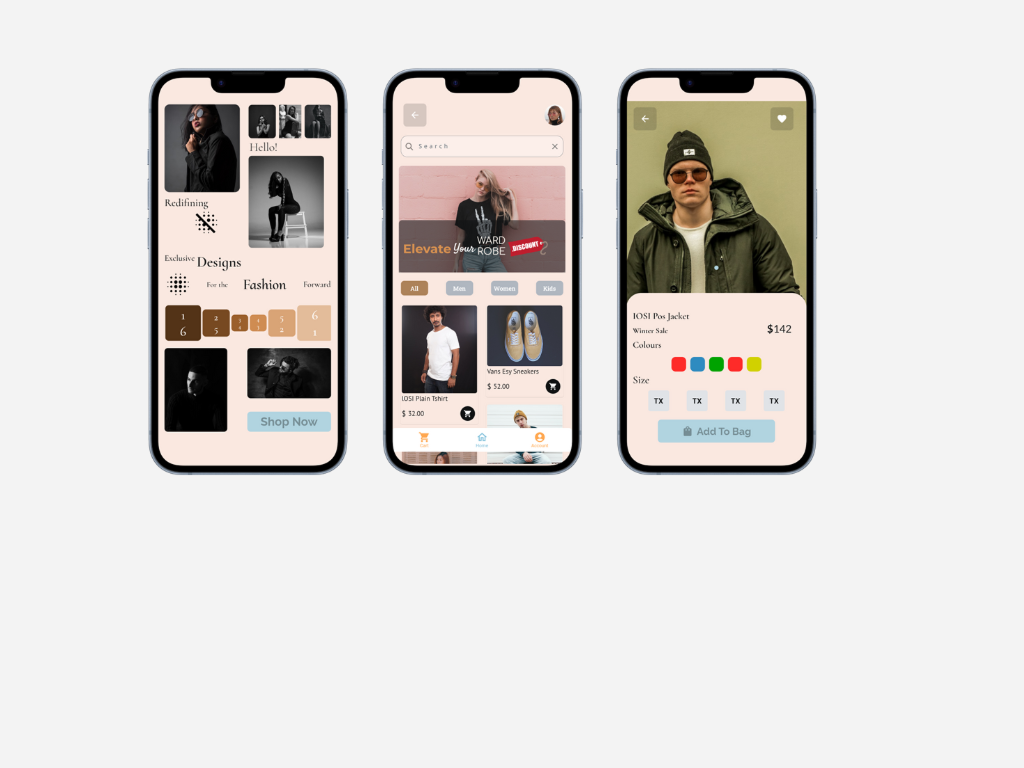 Hello!
Redifining
Exclusive Designs
For the Fashion Forward
1 2 3 4 5 6
6 5 4 3 2 1
Shop Now
Search
Elevate Your WARD ROBE DISCOUNT
All Men Women Kids
IOSI Plain Tshirt
$ 32.00
Vans Esy Sneakers
$ 52.00
Cart Home Account
IOSI Pos Jacket
Winter Sale
$142
Colours
Size
TX TX TX TX
Add To Bag